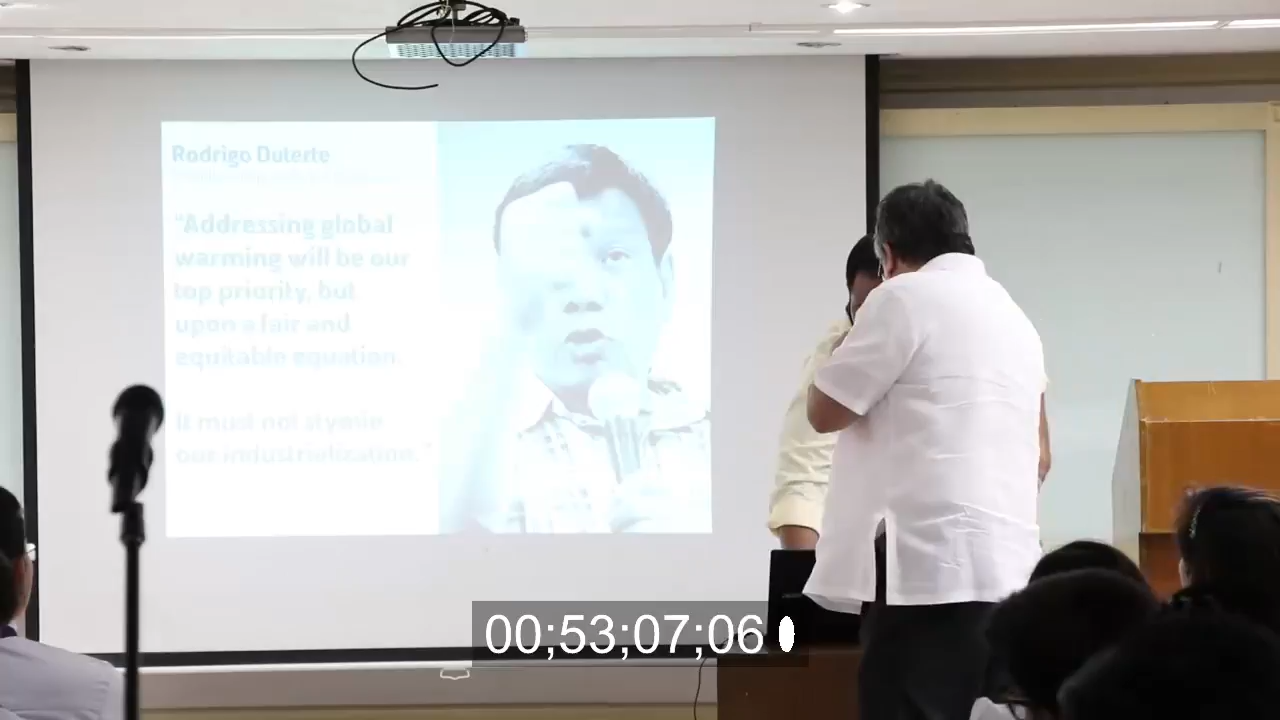 Rodrigo Duterte
"Addressing global
warming will be our
top priority, but
upon a fair and
equitable equation.
It must not stymie
our industrialization."
00;53;07;06